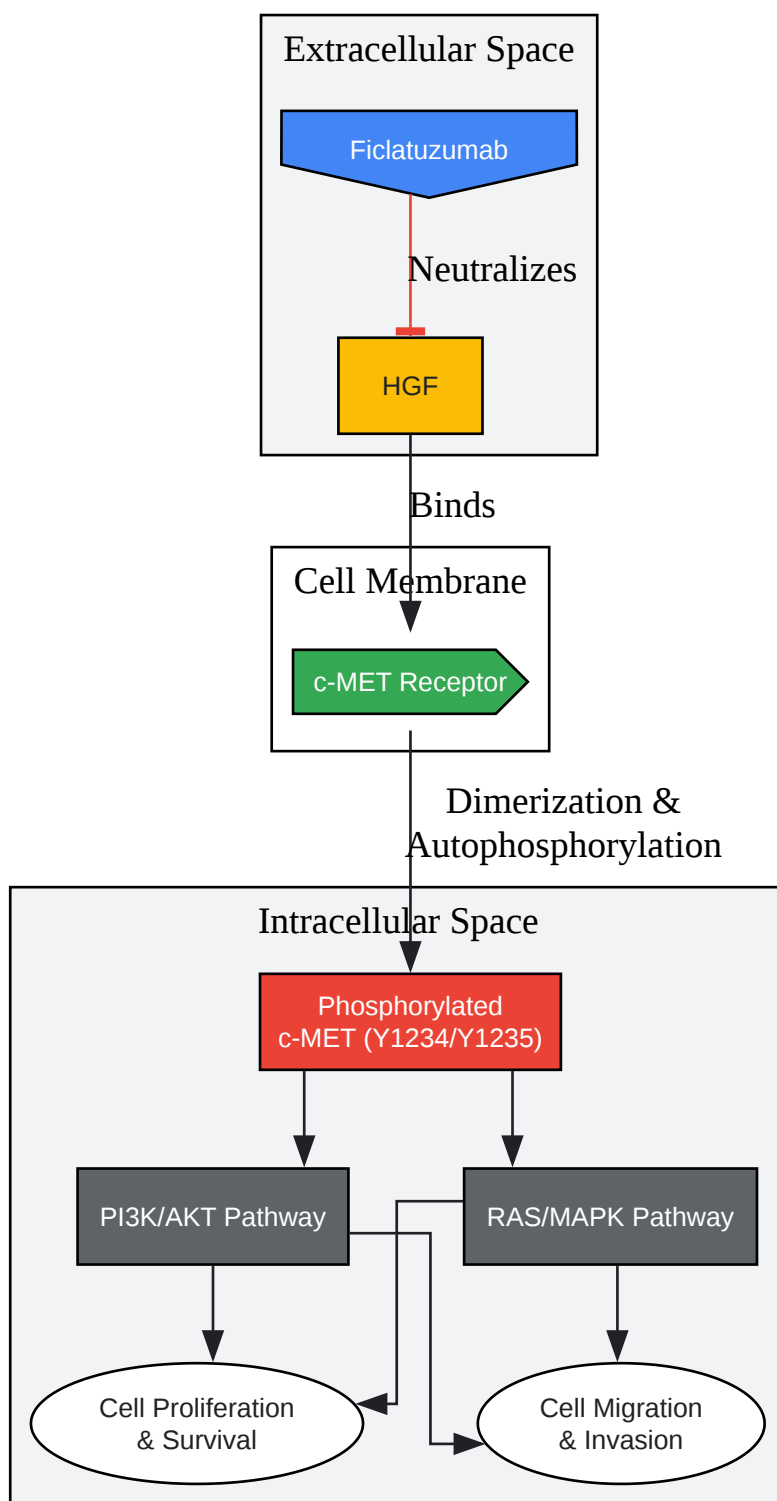 Extracellular Space
Ficlatuzumab
Neutralizes
HGF
Binds
Cell Membrane
c-MET Receptor
Dimerization &
Autophosphorylation
Intracellular Space
Phosphorylated
c-MET (Y1234/Y1235)
PI3K/AKT Pathway
RAS/MAPK Pathway
Cell Proliferation
& Survival
Cell Migration
& Invasion